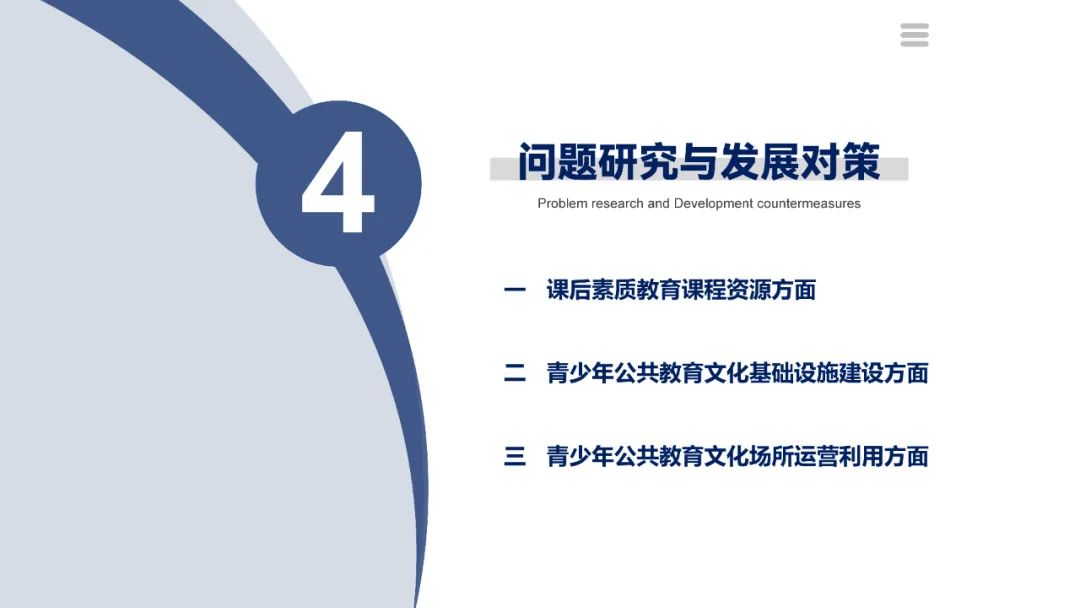 4
问题研究与发展对策
Problem research and Development countermeasures
一 课后素质教育课程资源方面
二 青少年公共教育文化基础设施建设方面
三 青少年公共教育文化场所运营利用方面